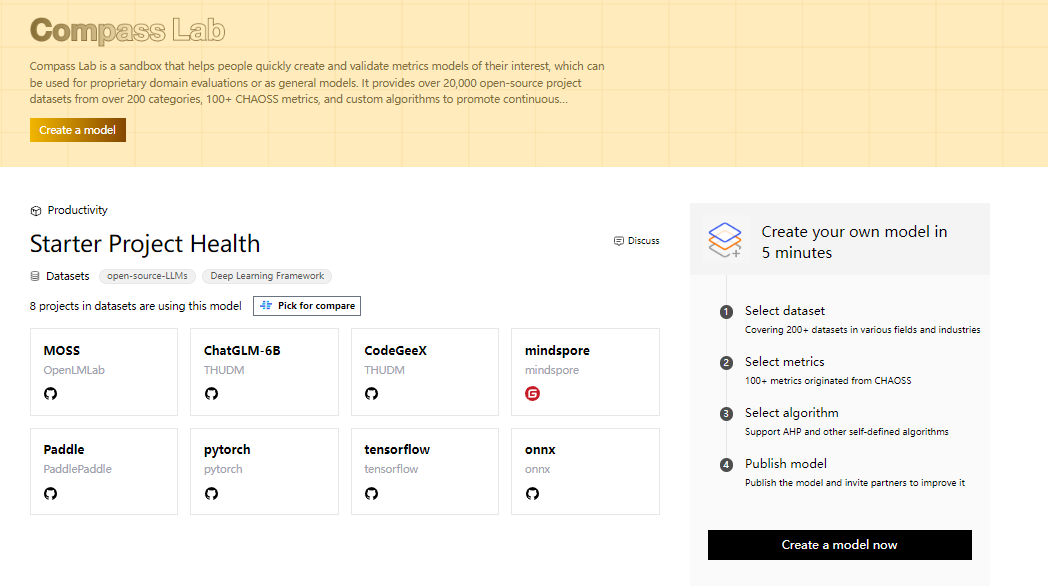 Compass Lab
Compass Lab is a sandbox that helps people quickly create and validate metrics models of their interest, which can
be used for proprietary domain evaluations or as general models. It provides over 20,000 open-source project
datasets from over 200 categories, 100+ CHAOSS metrics, and custom algorithms to promote continuous...
Create a model
Productivity
Starter Project Health
Discuss
Datasets open-source-LLMs Deep Learning Framework
8 projects in datasets are using this model Pick for compare
MOSS
OpenLMLab
ChatGLM-6B
THUDM
CodeGeeX
THUDM
mindspore
mindspore
G
Paddle
PaddlePaddle
pytorch
pytorch
tensorflow
tensorflow
onnx
onnx
Create your own model in
5 minutes
1 Select dataset
Covering 200+ datasets in various fields and industries
2 Select metrics
100+ metrics originated from CHAOSS
3 Select algorithm
Support AHP and other self-defined algorithms
4 Publish model
Publish the model and invite partners to improve it
Create a model now